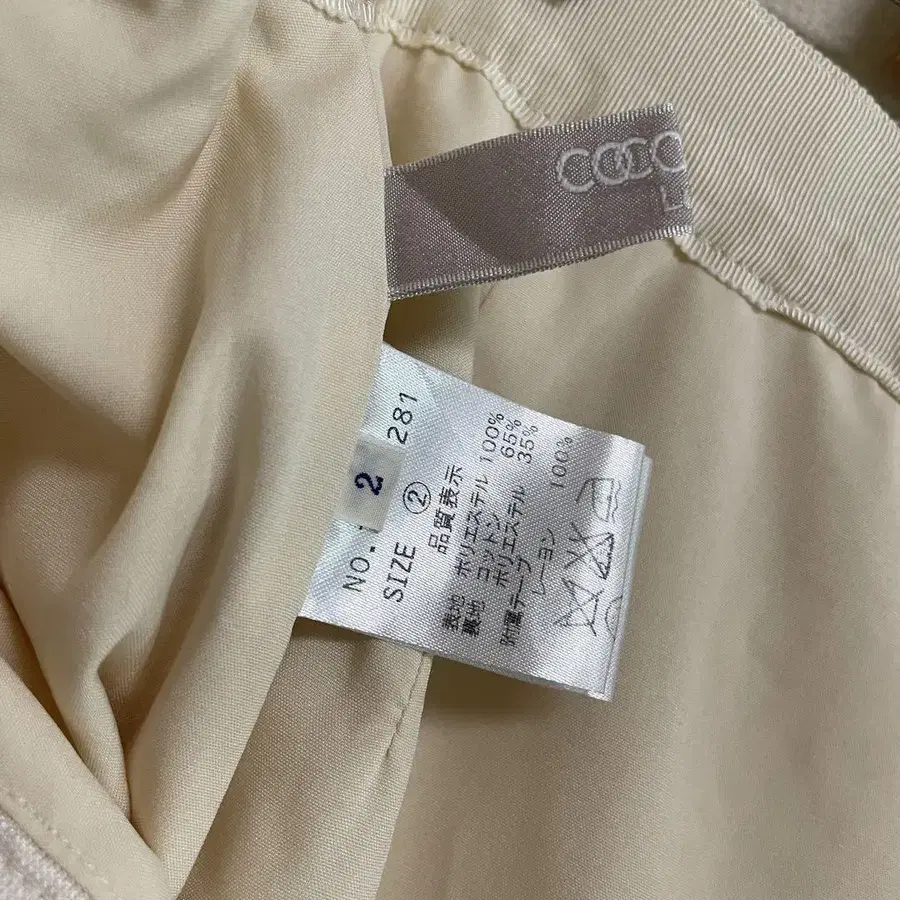 COCO
NO. 281
2
SIZE ②
品質表示
表地 ポリエステル 100%
裏地 コットン 65%
ポリエステル 35%
附属テープ
レーヨン 100%